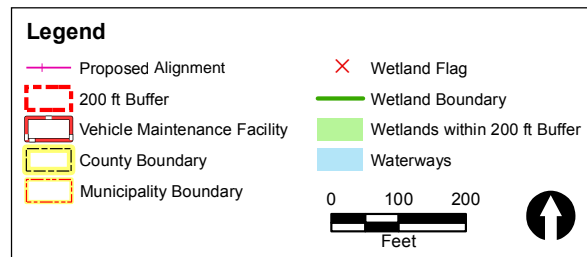 Legend
Proposed Alignment
200 ft Buffer
Vehicle Maintenance Facility
County Boundary
Municipality Boundary
Wetland Flag
Wetland Boundary
Wetlands within 200 ft Buffer
Waterways
0 100 200
Feet